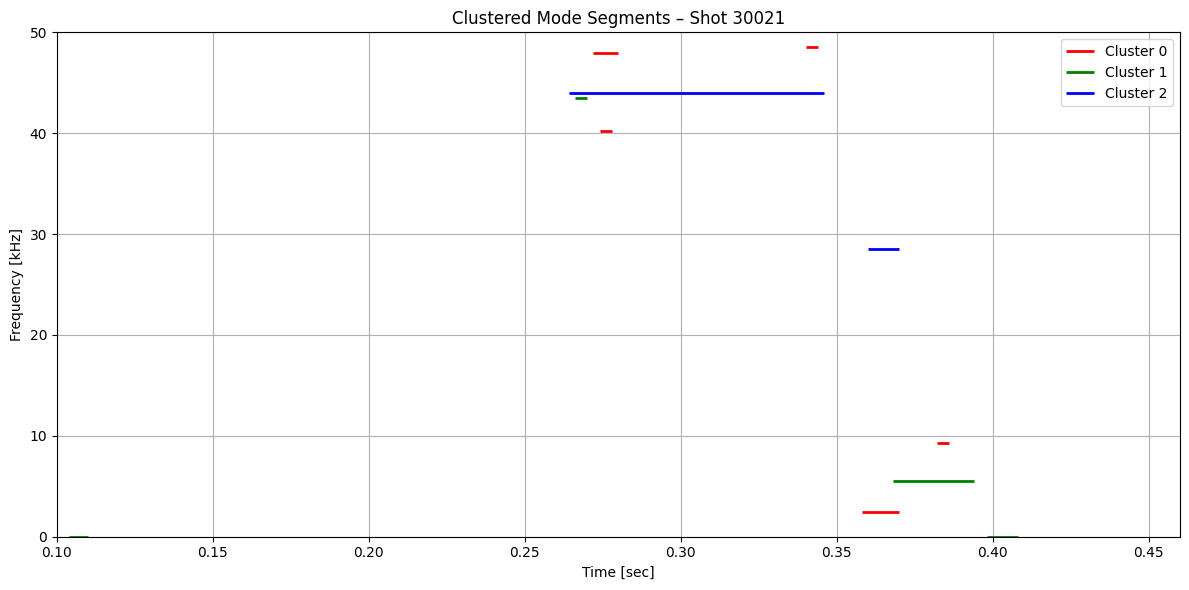 Clustered Mode Segments – Shot 30021
Frequency [kHz]
50
40
30
20
10
0
Cluster 0
Cluster 1
Cluster 2
0.10 0.15 0.20 0.25 0.30 0.35 0.40 0.45
Time [sec]